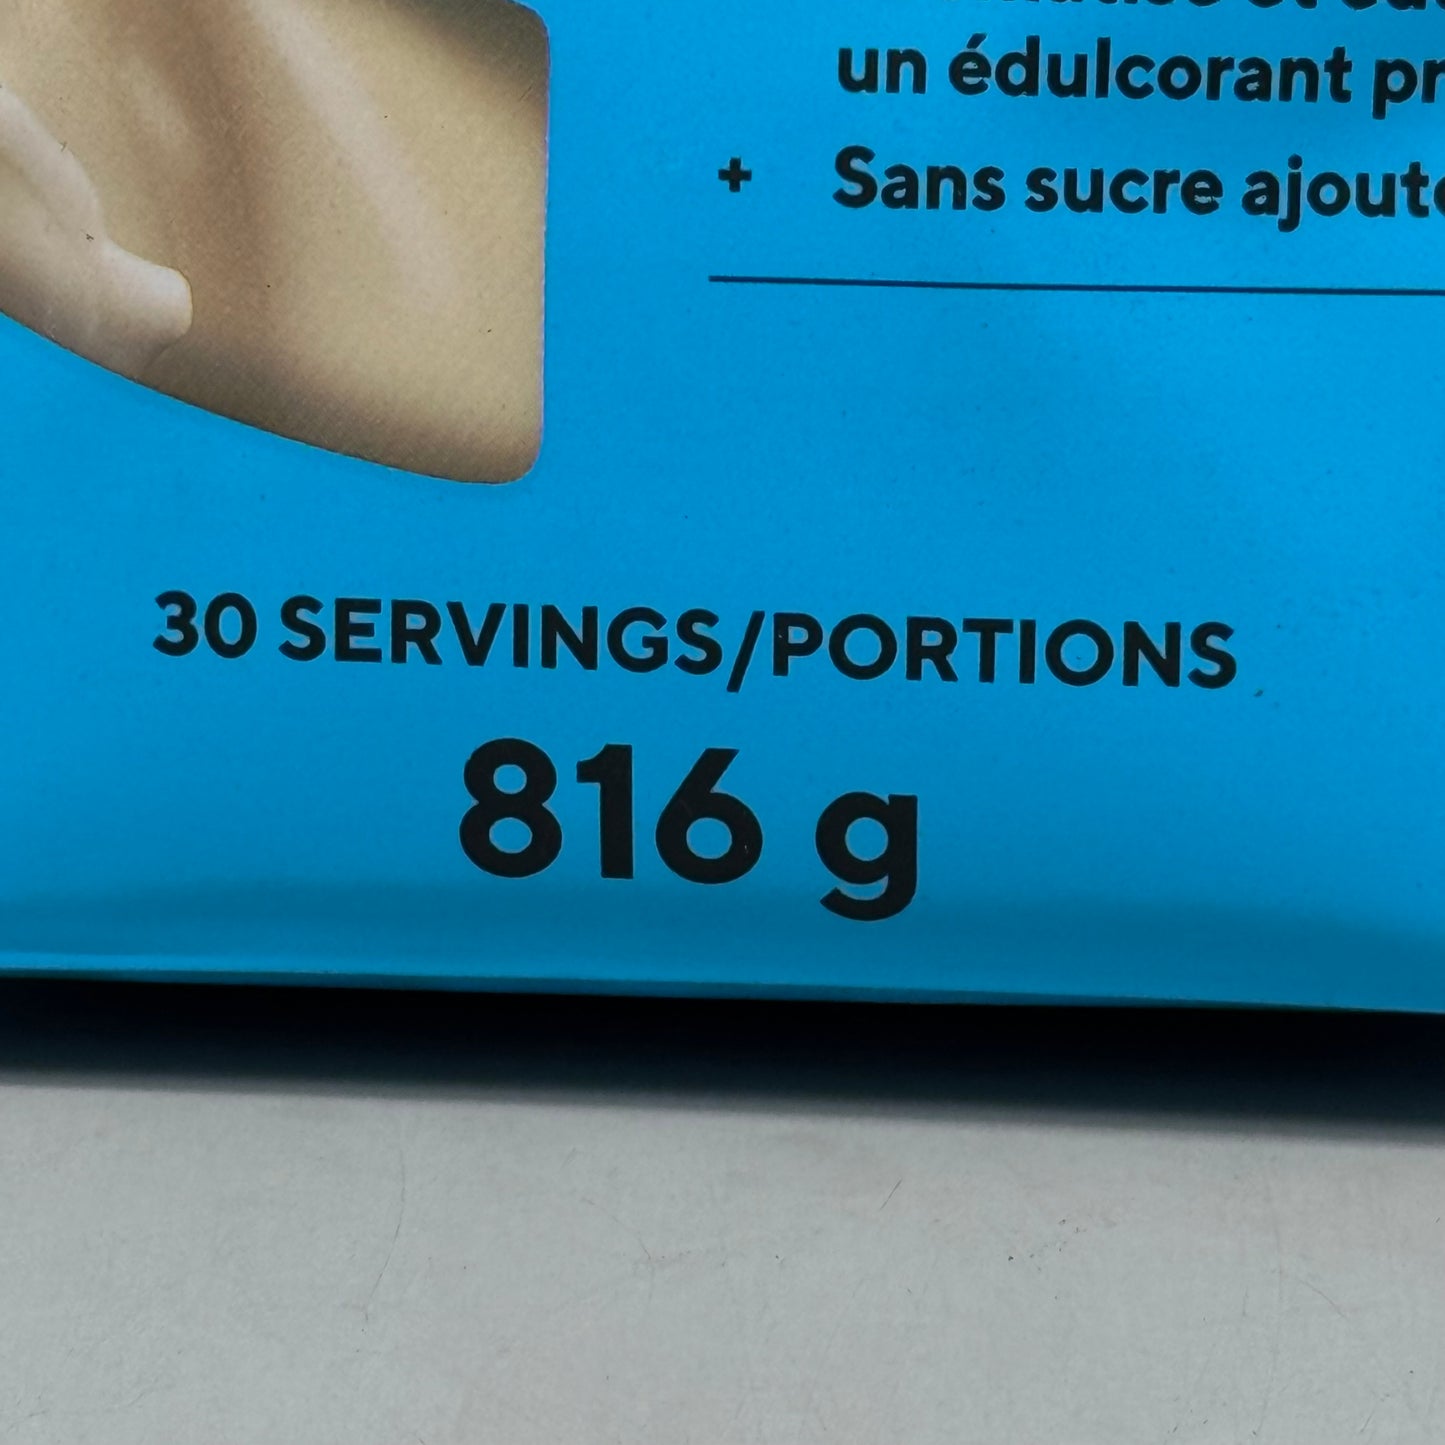 un édulcorant
+ Sans sucre
30 SERVINGS/PORTIONS
816 g